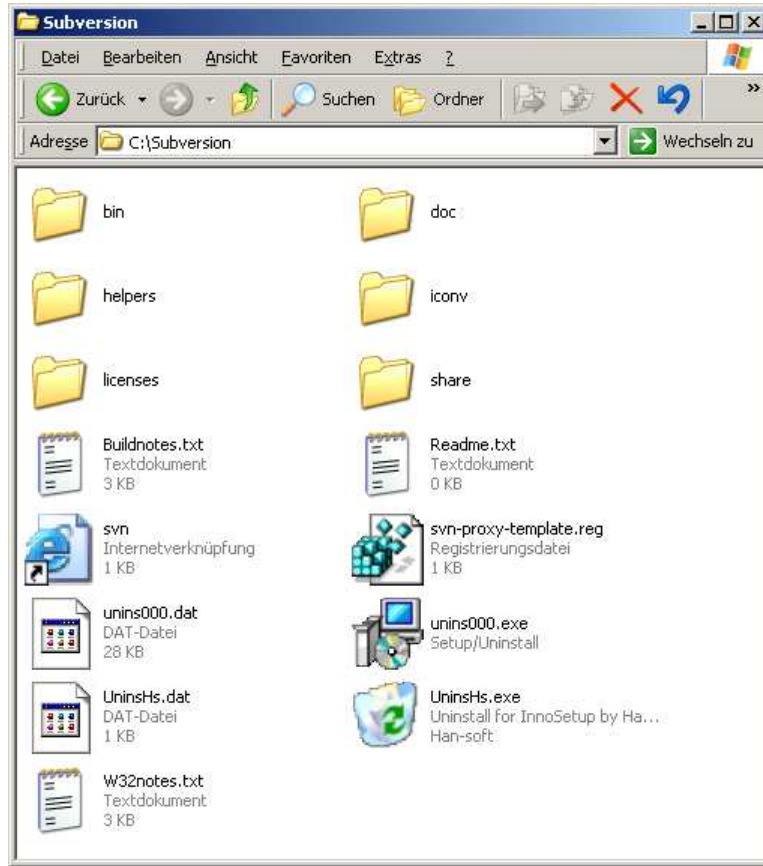 Subversion
Datei Bearbeiten Ansicht Favoriten Extras ?
Zurück Suchen Ordner »
Adresse C:\Subversion Wechseln zu
bin
doc
helpers
iconv
licenses
share
Buildnotes.txt
Textdokument
3 KB
Readme.txt
Textdokument
0 KB
svn
Internetverknüpfung
1 KB
svn-proxy-template.reg
Registrierungsdatei
1 KB
unins000.dat
DAT-Datei
28 KB
unins000.exe
Setup/Uninstall
UninsHs.dat
DAT-Datei
1 KB
UninsHs.exe
Uninstall for InnoSetup by Ha...
Han-soft
W32notes.txt
Textdokument
3 KB